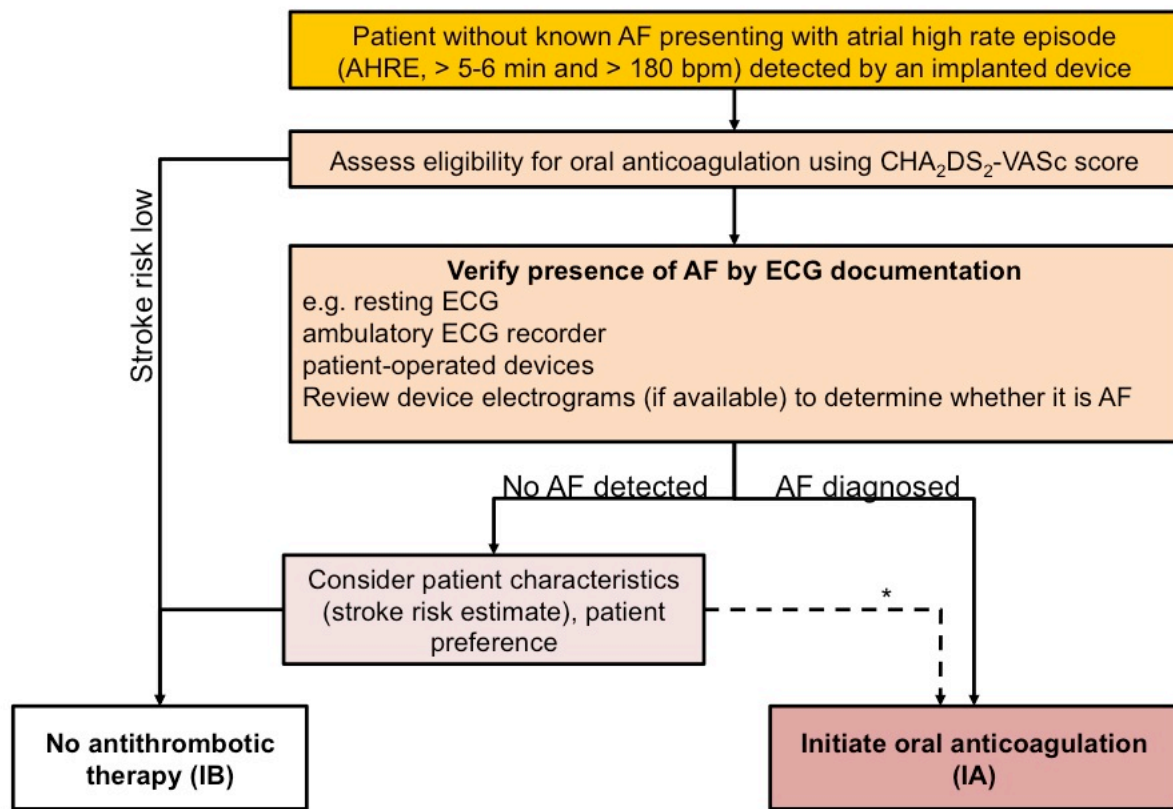 Patient without known AF presenting with atrial high rate episode
(AHRE, > 5-6 min and > 180 bpm) detected by an implanted device
Assess eligibility for oral anticoagulation using CHA₂DS₂-VASc score
Stroke risk low
Verify presence of AF by ECG documentation
e.g. resting ECG
ambulatory ECG recorder
patient-operated devices
Review device electrograms (if available) to determine whether it is AF
No AF detected
AF diagnosed
Consider patient characteristics
(stroke risk estimate), patient
preference
*
No antithrombotic
therapy (IB)
Initiate oral anticoagulation
(IA)